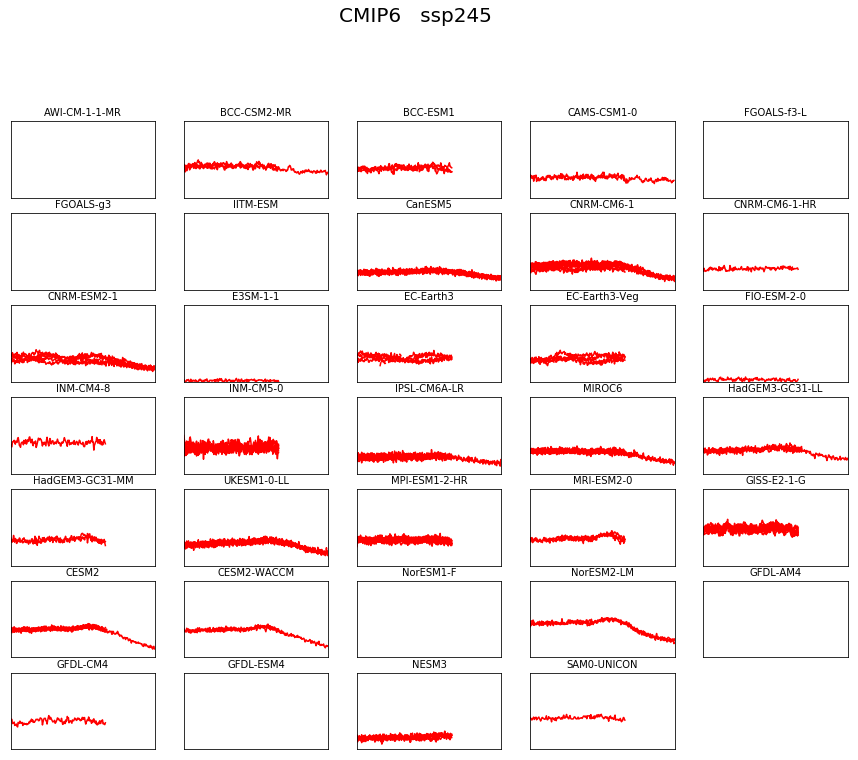 CMIP6 ssp245
AWI-CM-1-1-MR BCC-CSM2-MR BCC-ESM1 CAMS-CSM1-0 FGOALS-f3-L
FGOALS-g3 IITM-ESM CanESM5 CNRM-CM6-1 CNRM-CM6-1-HR
CNRM-ESM2-1 E3SM-1-1 EC-Earth3 EC-Earth3-Veg FIO-ESM-2-0
INM-CM4-8 INM-CM5-0 IPSL-CM6A-LR MIROC6 HadGEM3-GC31-LL
HadGEM3-GC31-MM UKESM1-0-LL MPI-ESM1-2-HR MRI-ESM2-0 GISS-E2-1-G
CESM2 CESM2-WACCM NorESM1-F NorESM2-LM GFDL-AM4
GFDL-CM4 GFDL-ESM4 NESM3 SAM0-UNICON